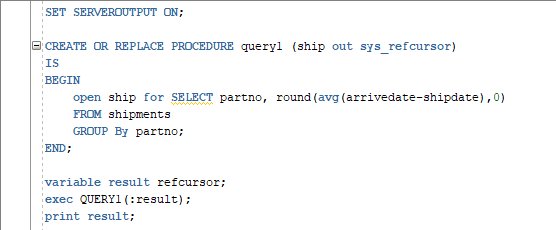 SET SERVEROUTPUT ON;
CREATE OR REPLACE PROCEDURE query1 (ship out sys_refcursor)
IS
BEGIN
open ship for SELECT partno, round(avg(arrivedate-shipdate),0)
FROM shipments
GROUP By partno;
END;
variable result refcursor;
exec QUERY1(:result);
print result;